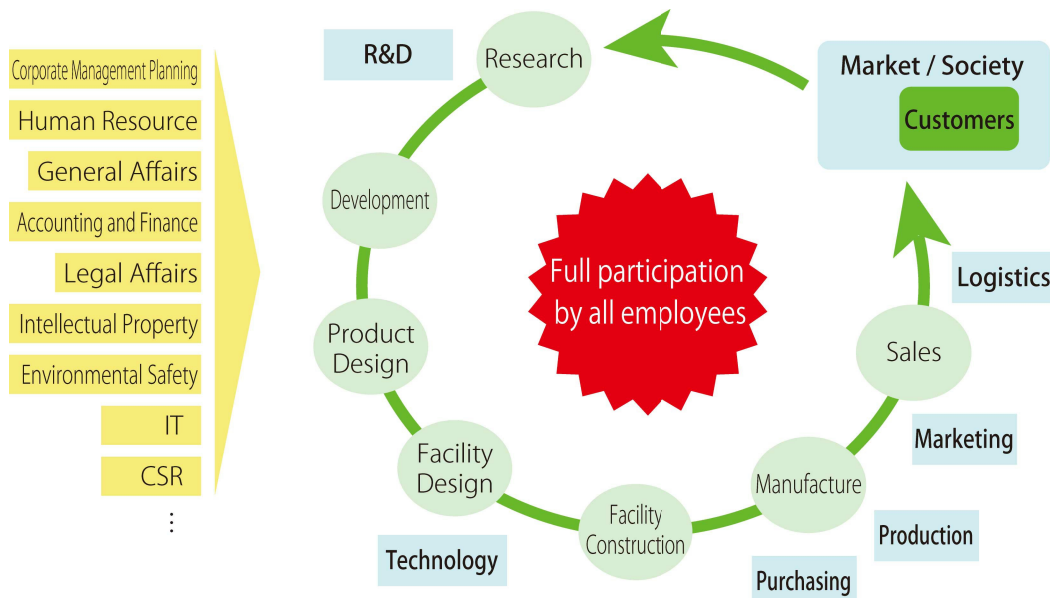 Corporate Management Planning
Human Resource
General Affairs
Accounting and Finance
Legal Affairs
Intellectual Property
Environmental Safety
IT
CSR
⋮
R&D
Research
Development
Product
Design
Facility
Design
Technology
Facility
Construction
Manufacture
Purchasing
Production
Sales
Marketing
Logistics
Market / Society
Customers
Full participation
by all employees